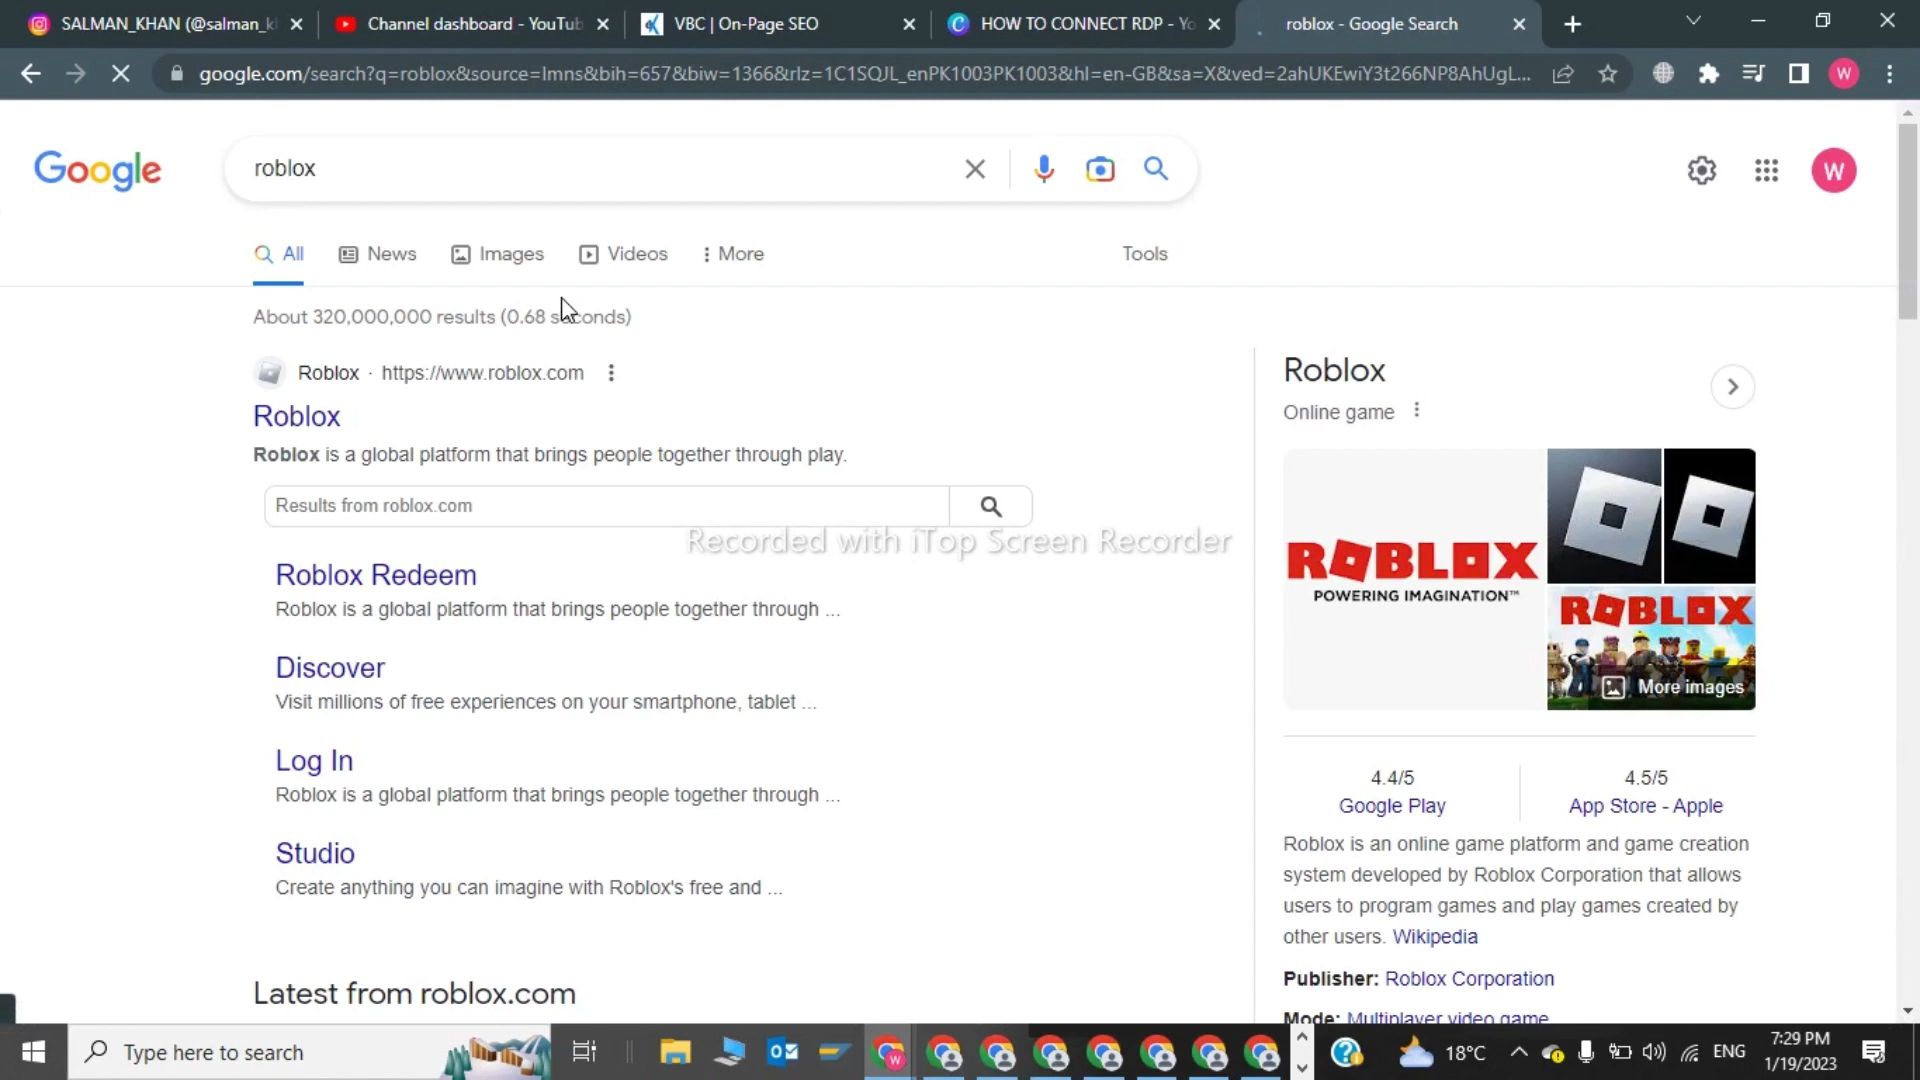 SALMAN_KHAN (@salman_k
Channel dashboard - YouTub
VBC | On-Page SEO
HOW TO CONNECT RDP - Yo
roblox - Google Search
google.com/search?q=roblox&source=lmns&bih=657&biw=1366&rlz=1C1SQJL_enPK1003PK1003&hl=en-GB&sa=X&ved=2ahUKEwiY3t266NP8AhUgL...
W
Google
roblox
W
All
News
Images
Videos
More
Tools
About 320,000,000 results (0.68 seconds)
Roblox · https://www.roblox.com
Roblox
Roblox is a global platform that brings people together through play.
Results from roblox.com
Recorded with iTop Screen Recorder
Roblox Redeem
Roblox is a global platform that brings people together through ...
Discover
Visit millions of free experiences on your smartphone, tablet ...
Log In
Roblox is a global platform that brings people together through ...
Studio
Create anything you can imagine with Roblox's free and ...
Latest from roblox.com
Roblox
Online game
ROBLOX
POWERING IMAGINATION™
ROBLOX
More images
4.4/5
Google Play
4.5/5
App Store - Apple
Roblox is an online game platform and game creation
system developed by Roblox Corporation that allows
users to program games and play games created by
other users. Wikipedia
Publisher: Roblox Corporation
Mode: Multiplayer video game
Type here to search
W
18°C
ENG
7:29 PM
1/19/2023